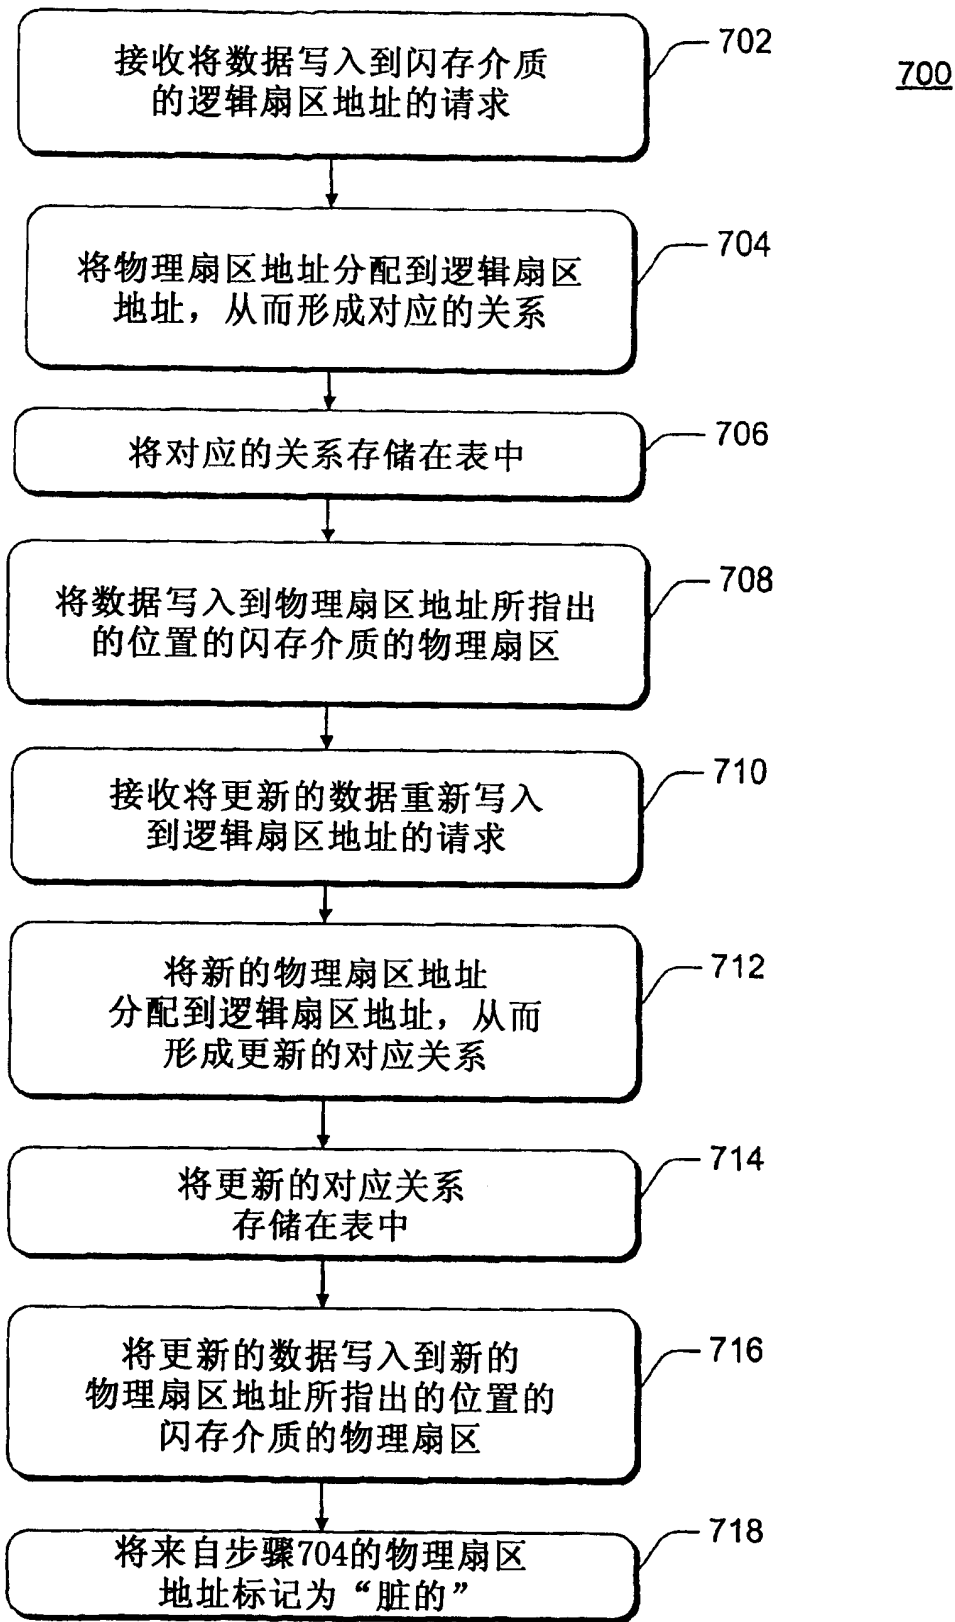 接收将数据写入到闪存介质
的逻辑扇区地址的请求
702
700
将物理扇区地址分配到逻辑扇区
地址，从而形成对应的关系
704
将对应的关系存储在表中
706
将数据写入到物理扇区地址所指出
的位置的闪存介质的物理扇区
708
接收将更新的数据重新写入
到逻辑扇区地址的请求
710
将新的物理扇区地址
分配到逻辑扇区地址，从而
形成更新的对应关系
712
将更新的对应关系
存储在表中
714
将更新的数据写入到新的
物理扇区地址所指出的位置的
闪存介质的物理扇区
716
将来自步骤704的物理扇区
地址标记为“脏的”
718